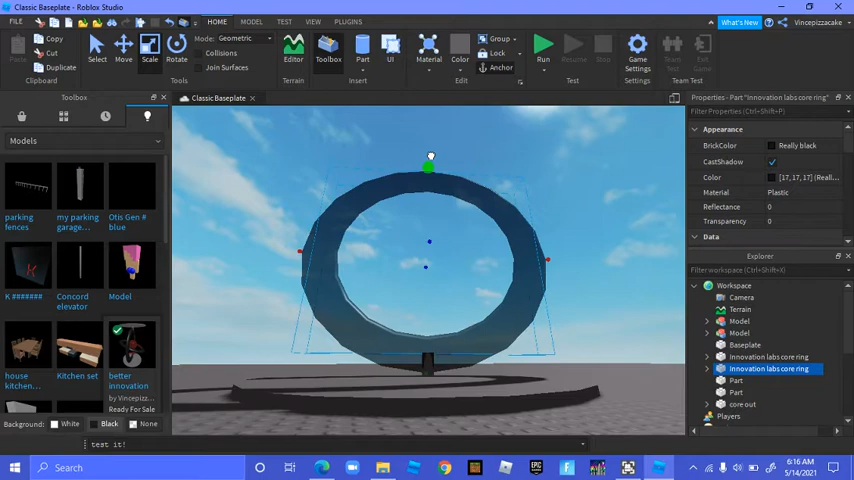 Classic Baseplate - Roblox Studio
FILE
HOME MODEL TEST VIEW PLUGINS
What's New
Vincepizzacake
Copy
Cut
Duplicate
Clipboard
Select
Move
Scale
Rotate
Mode: Geometric
Collisions
Join Surfaces
Tools
Editor
Terrain
Toolbox
Part
UI
Insert
Material
Color
Group
Lock
Anchor
Edit
Run
Resume
Stop
Test
Game
Settings
Settings
Team
Test
Exit
Game
Team Test
Toolbox
Models
parking
fences
my parking
garage...
Otis Gen #
blue
K #######
Concord
elevator
Model
house
kitchen...
Kitchen set
better
innovation
by Vincepiz...
Ready For Sale
Background: White Black None
Classic Baseplate
Properties - Part "Innovation labs core ring"
Filter Properties (Ctrl+Shift+P)
Appearance
BrickColor Really black
CastShadow
Color [17, 17, 17] (Reall...
Material Plastic
Reflectance 0
Transparency 0
Data
Explorer
Filter workspace (Ctrl+Shift+X)
Workspace
Camera
Terrain
Model
Model
Baseplate
Innovation labs core ring
Innovation labs core ring
Part
Part
core out
Players
test it!
Search
EPIC
GAMES
6:16 AM
5/14/2021